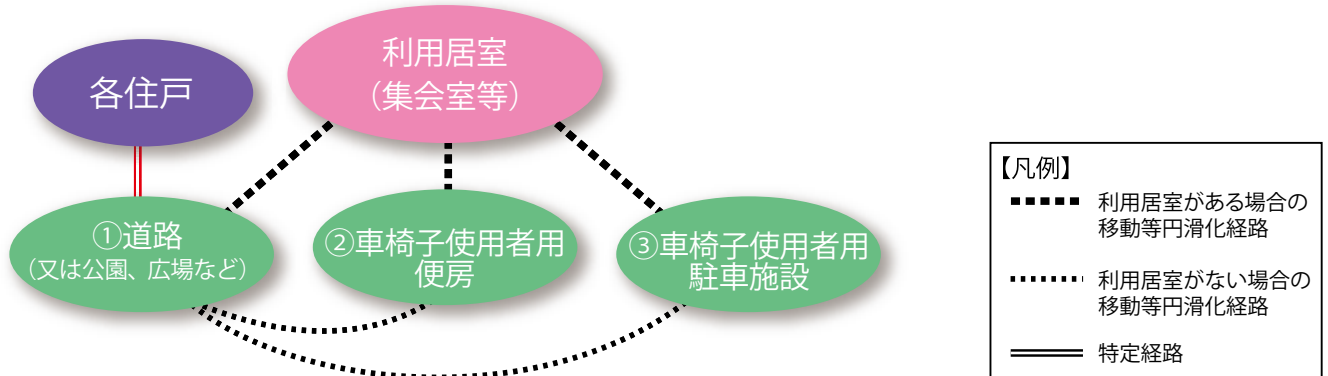 各住戸
利用居室
（集会室等）
①道路
（又は公園、広場など）
②車椅子使用者用
便房
③車椅子使用者用
駐車施設
【凡例】
利用居室がある場合の
移動等円滑化経路
利用居室がない場合の
移動等円滑化経路
特定経路